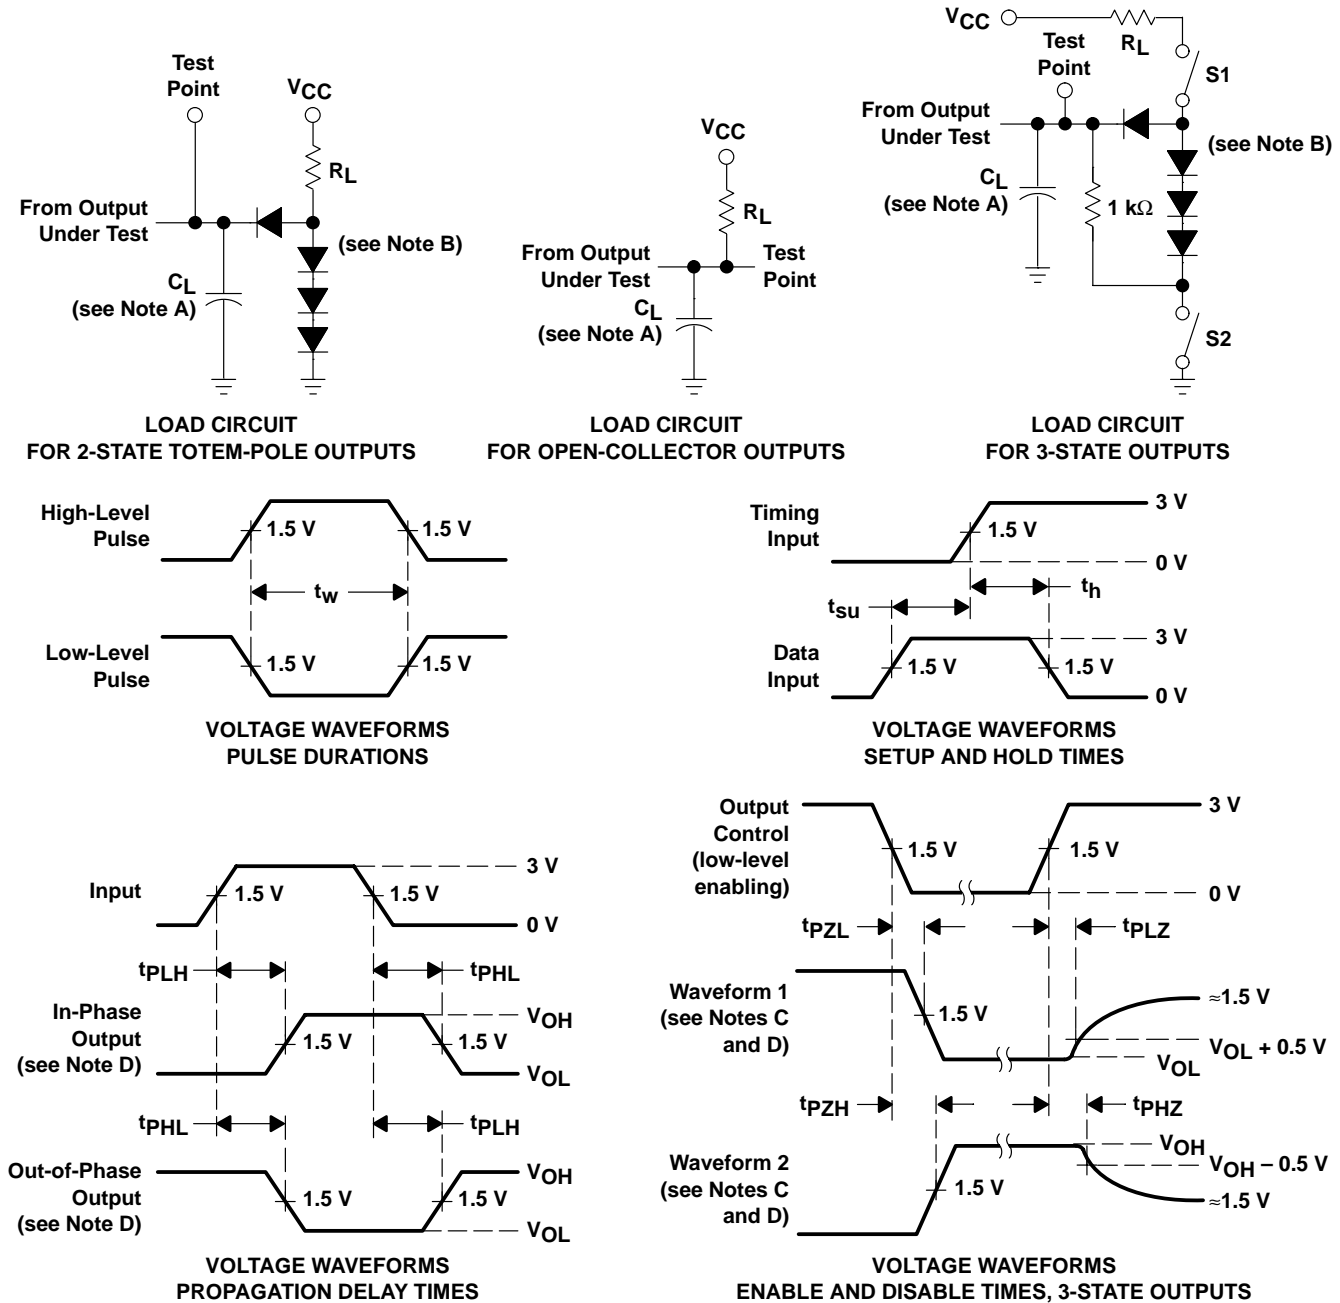 Test
Point
VCC
RL
From Output
Under Test
(see Note B)
CL
(see Note A)
LOAD CIRCUIT
FOR 2-STATE TOTEM-POLE OUTPUTS
VCC
RL
From Output
Under Test
Test
Point
CL
(see Note A)
LOAD CIRCUIT
FOR OPEN-COLLECTOR OUTPUTS
VCC
RL
Test
Point
S1
From Output
Under Test
(see Note B)
CL
(see Note A)
1 kΩ
S2
LOAD CIRCUIT
FOR 3-STATE OUTPUTS
High-Level
Pulse
1.5 V
1.5 V
tw
Low-Level
Pulse
1.5 V
1.5 V
VOLTAGE WAVEFORMS
PULSE DURATIONS
Timing
Input
1.5 V
3 V
0 V
th
tsu
Data
Input
1.5 V
1.5 V
3 V
0 V
VOLTAGE WAVEFORMS
SETUP AND HOLD TIMES
Input
1.5 V
1.5 V
3 V
0 V
tPLH
tPHL
In-Phase
Output
(see Note D)
1.5 V
1.5 V
VOH
VOL
tPHL
tPLH
Out-of-Phase
Output
(see Note D)
1.5 V
1.5 V
VOH
VOL
VOLTAGE WAVEFORMS
PROPAGATION DELAY TIMES
Output
Control
(low-level
enabling)
1.5 V
1.5 V
3 V
0 V
tPZL
tPLZ
Waveform 1
(see Notes C
and D)
1.5 V
≈1.5 V
VOL + 0.5 V
VOL
tPZH
tPHZ
Waveform 2
(see Notes C
and D)
1.5 V
VOH
VOH – 0.5 V
≈1.5 V
VOLTAGE WAVEFORMS
ENABLE AND DISABLE TIMES, 3-STATE OUTPUTS